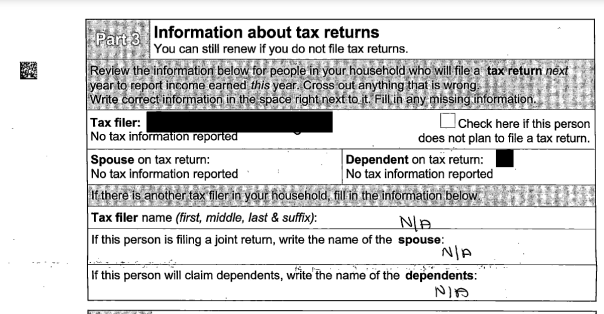 Part 3
Information about tax returns
You can still renew if you do not file tax returns.
Review the information below for people in your household who will file a tax return next
year to report income earned this year. Cross out anything that is wrong.
Write correct information in the space right next to it. Fill in any missing information.
Tax filer:
No tax information reported
Check here if this person
does not plan to file a tax return.
Spouse on tax return:
No tax information reported
Dependent on tax return:
No tax information reported
If there is another tax filer in your household, fill in the information below.
Tax filer name (first, middle, last & suffix): N/A
If this person is filing a joint return, write the name of the spouse:
N/A
If this person will claim dependents, write the name of the dependents:
N/A